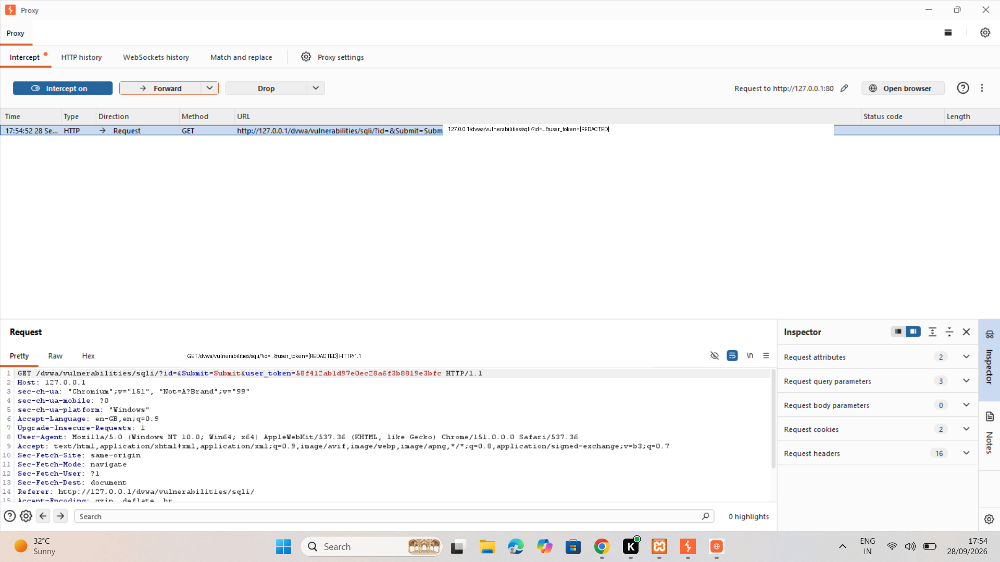 Proxy
Proxy
Intercept
HTTP history
WebSockets history
Match and replace
Proxy settings
Intercept on
Forward
Drop
Request to http://127.0.0.1:80
Open browser
Time Type Direction Method URL Status code Length
17:54:52 28 Se... HTTP Request GET http://127.0.0.1/dvwa/vulnerabilities/sqli/?id=&Submit=Subm 127.0.0.1/dvwa/vulnerabilities/sqli/?id=...&user_token=[REDACTED]
Request
Pretty Raw Hex GET /dvwa/vulnerabilities/sqli/?id=...&user_token=[REDACTED] HTTP/1.1 \n
1 GET /dvwa/vulnerabilities/sqli/?id=&Submit=Submit&user_token=58f412ab1d97e0ec28a6f3b8819e3bfc HTTP/1.1
2 Host: 127.0.0.1
3 sec-ch-ua: "Chromium";v="151", "Not=A?Brand";v="99"
4 sec-ch-ua-mobile: ?0
5 sec-ch-ua-platform: "Windows"
6 Accept-Language: en-GB,en;q=0.9
7 Upgrade-Insecure-Requests: 1
8 User-Agent: Mozilla/5.0 (Windows NT 10.0; Win64; x64) AppleWebKit/537.36 (KHTML, like Gecko) Chrome/151.0.0.0 Safari/537.36
9 Accept: text/html,application/xhtml+xml,application/xml;q=0.9,image/avif,image/webp,image/apng,*/*;q=0.8,application/signed-exchange;v=b3;q=0.7
10 Sec-Fetch-Site: same-origin
11 Sec-Fetch-Mode: navigate
12 Sec-Fetch-User: ?1
13 Sec-Fetch-Dest: document
14 Referer: http://127.0.0.1/dvwa/vulnerabilities/sqli/
15 Accept-Encoding: gzip, deflate, br
Search
0 highlights
Inspector
Request attributes 2
Request query parameters 3
Request body parameters 0
Request cookies 2
Request headers 16
Inspector
Notes
32°C
Sunny
Search
K
ENG
IN
17:54
28/09/2026